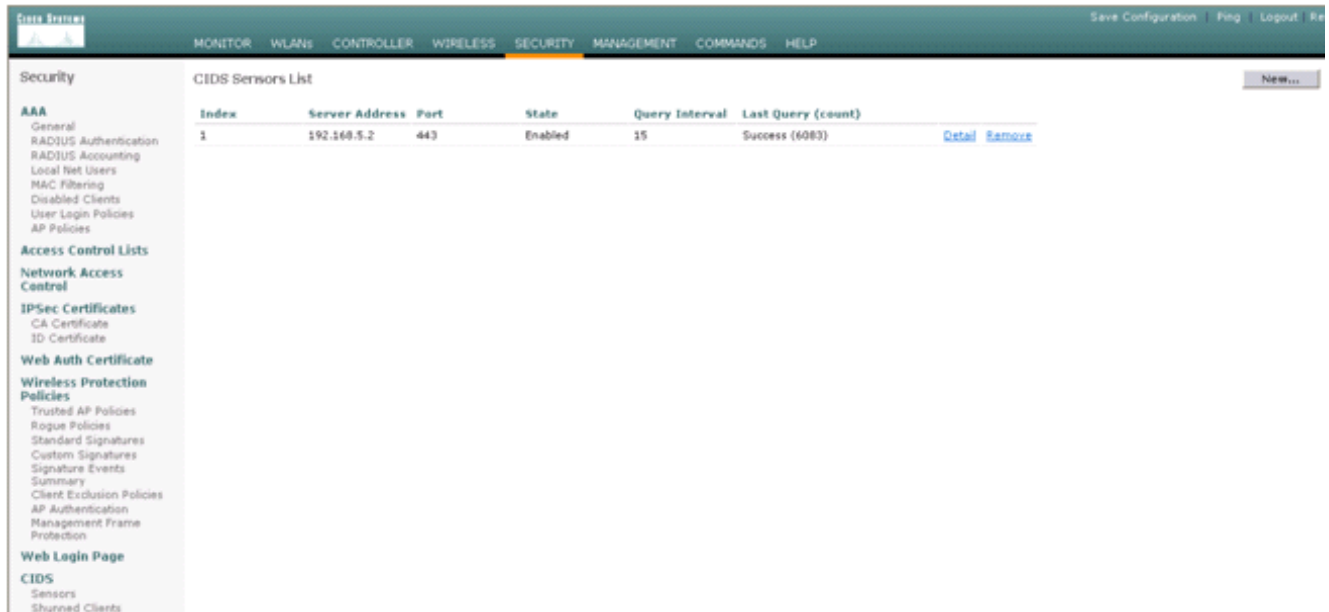 CISCO SYSTEMS
Save Configuration | Ping | Logout | Re
MONITOR WLANs CONTROLLER WIRELESS SECURITY MANAGEMENT COMMANDS HELP
Security
AAA
General
RADIUS Authentication
RADIUS Accounting
Local Net Users
MAC Filtering
Disabled Clients
User Login Policies
AP Policies
Access Control Lists
Network Access
Control
IPSec Certificates
CA Certificate
ID Certificate
Web Auth Certificate
Wireless Protection
Policies
Trusted AP Policies
Rogue Policies
Standard Signatures
Custom Signatures
Signature Events
Summary
Client Exclusion Policies
AP Authentication
Management Frame
Protection
Web Login Page
CIDS
Sensors
Shunned Clients
CIDS Sensors List
New...
Index Server Address Port State Query Interval Last Query (count)
1 192.168.5.2 443 Enabled 15 Success (6083) Detail Remove